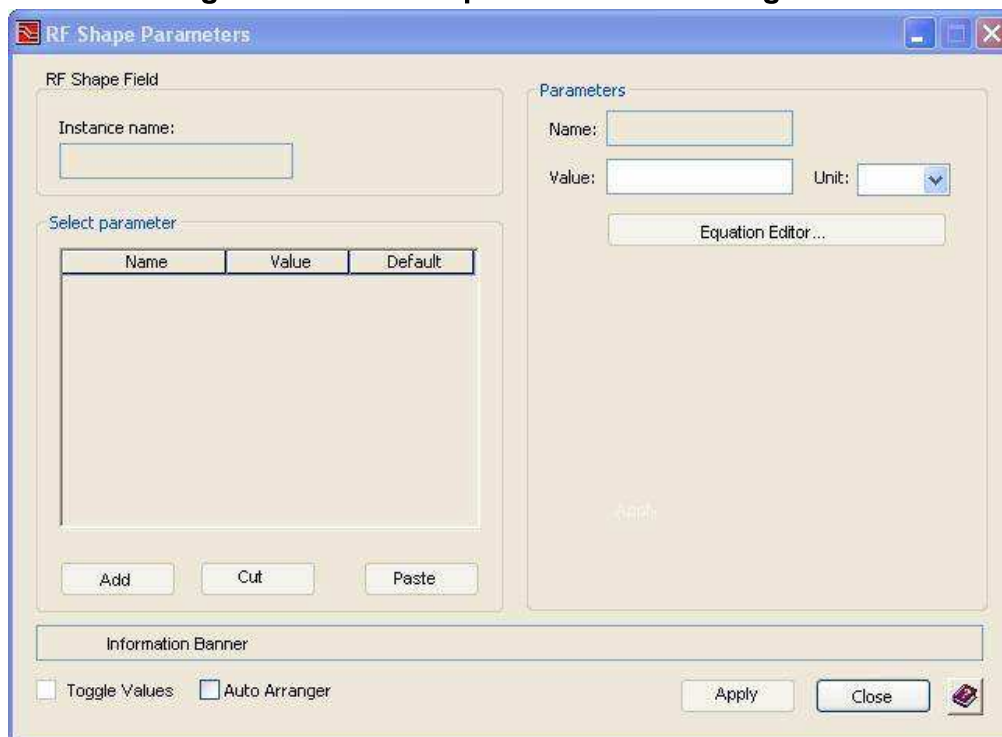 RF Shape Parameters
RF Shape Field
Instance name:
Parameters
Name:
Value:
Unit:
Equation Editor...
Select parameter
Name Value Default
Apply
Add Cut Paste
Information Banner
Toggle Values Auto Arranger
Apply Close